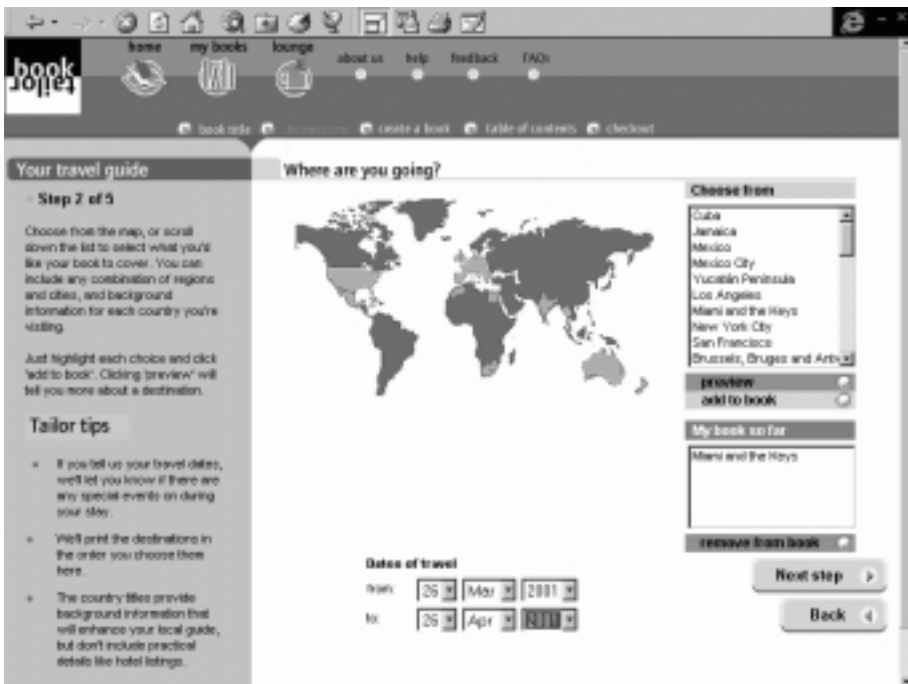 home my books lounge
about us help feedback FAQs
book
tailor
book title destinations create a book table of contents checkout
Your travel guide
Where are you going?
Step 2 of 5
Choose from the map, or scroll
down the list to select what you'd
like your book to cover. You can
include any combination of regions
and cities, and background
information for each country you're
visiting.
Just highlight each choice and click
'add to book'. Clicking 'preview' will
tell you more about a destination.
Tailor tips
If you tell us your travel dates,
we'll let you know if there are
any special events on during
your stay.
We'll print the destinations in
the order you choose them
here.
The country titles provide
background information that
will enhance your local guide,
but don't include practical
details like hotel listings.
Choose from
Cuba
Jamaica
Mexico
Mexico City
Yucatán Peninsula
Los Angeles
Miami and the Keys
New York City
San Francisco
Brussels, Bruges and Antw
preview
add to book
My book so far
Miami and the Keys
remove from book
Dates of travel
from: 26 Mar 2001
to: 26 Apr 2001
Next step
Back